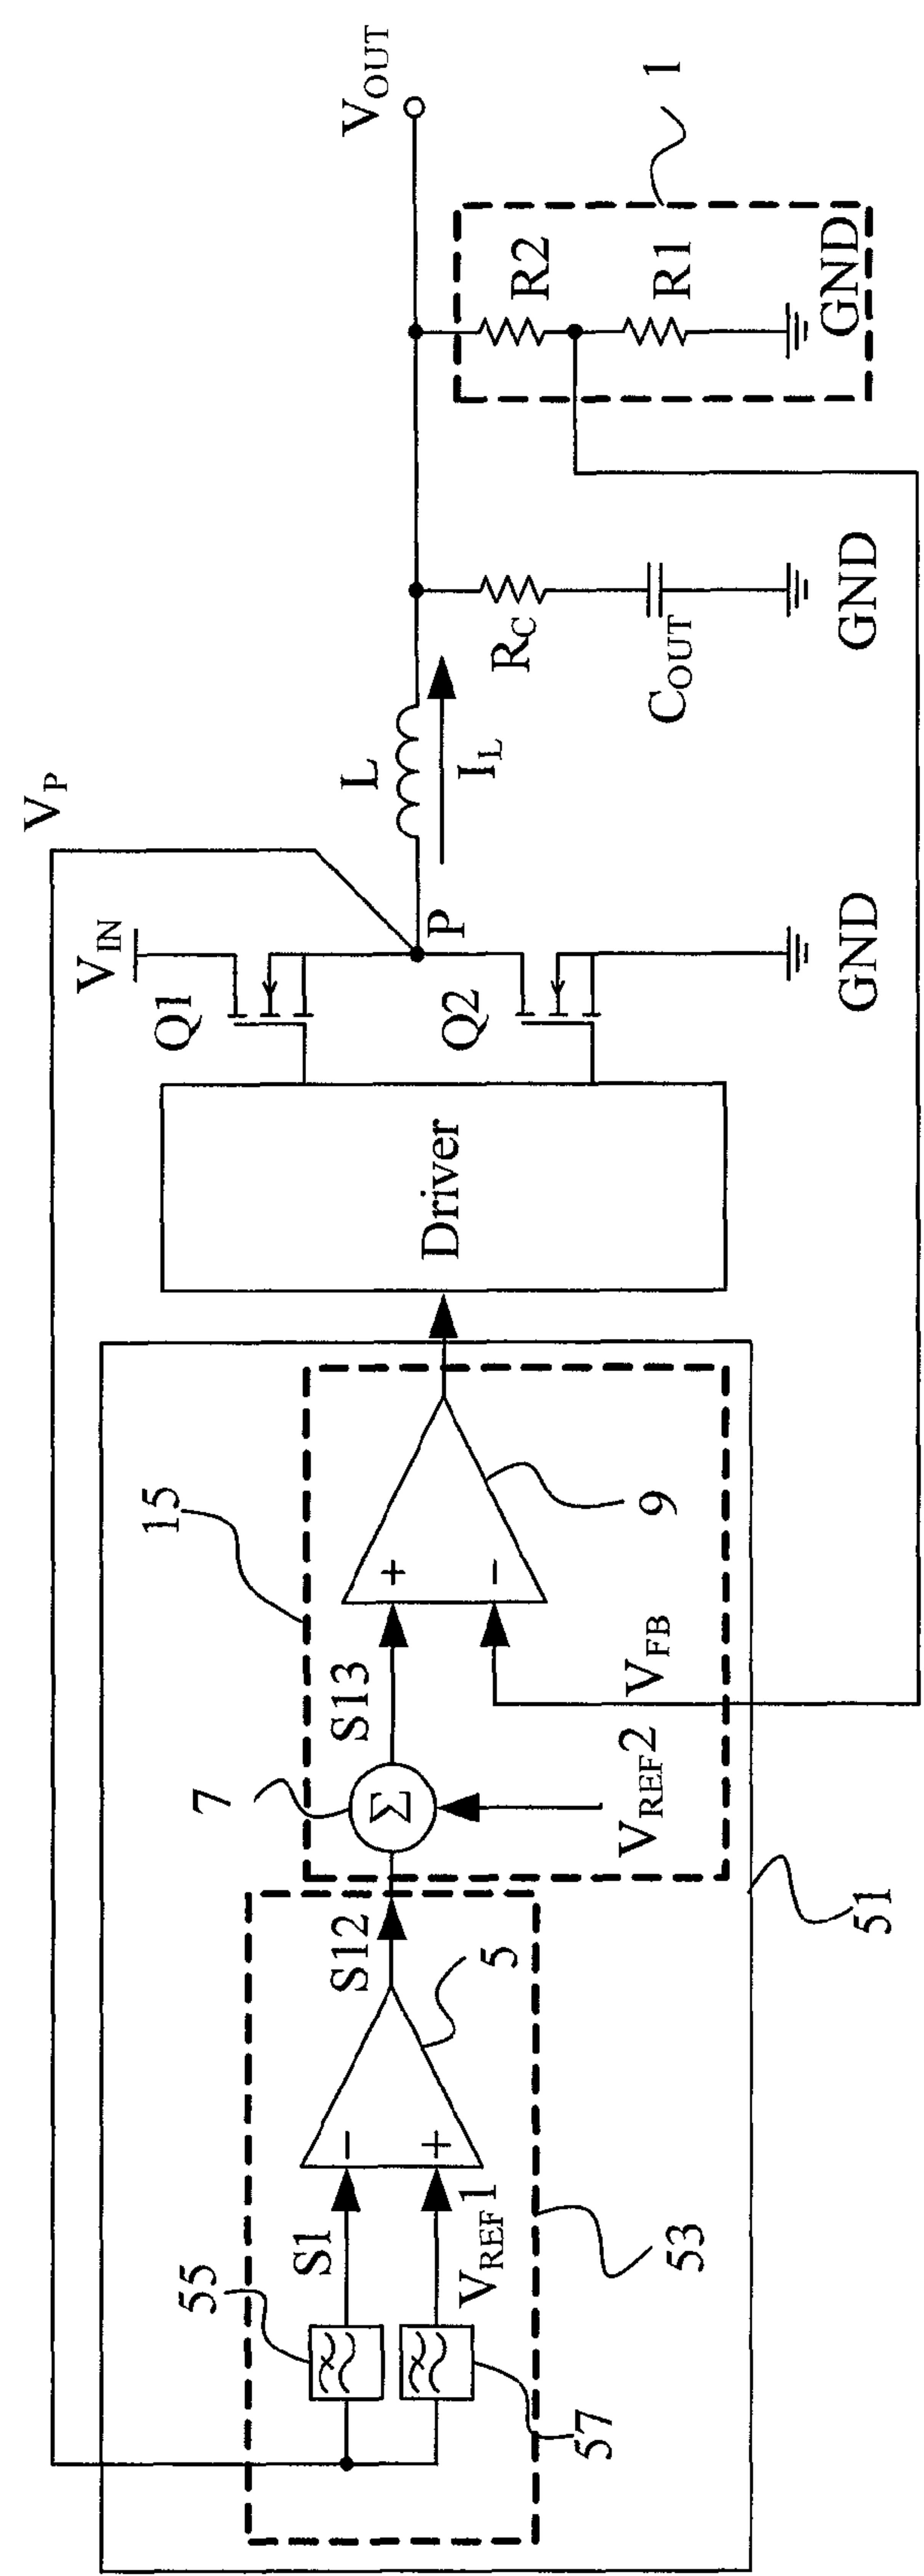 V_P
V_IN
V_OUT
Q1
L
P
I_L
Q2
R_C
C_OUT
R2
R1
1
GND
GND
GND
Driver
15
+
-
9
S13
7
Σ
V_FB
V_REF2
51
S12
5
-
+
S1
V_REF1
55
57
53